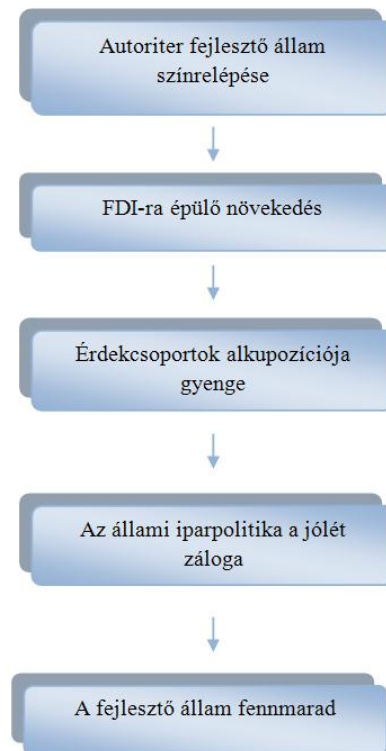 Autoriter fejlesztő állam
színrelépése
FDI-ra épülő növekedés
Érdekcsoportok alkupozíciója
gyenge
Az állami iparpolitika a jólét
záloga
A fejlesztő állam fennmarad